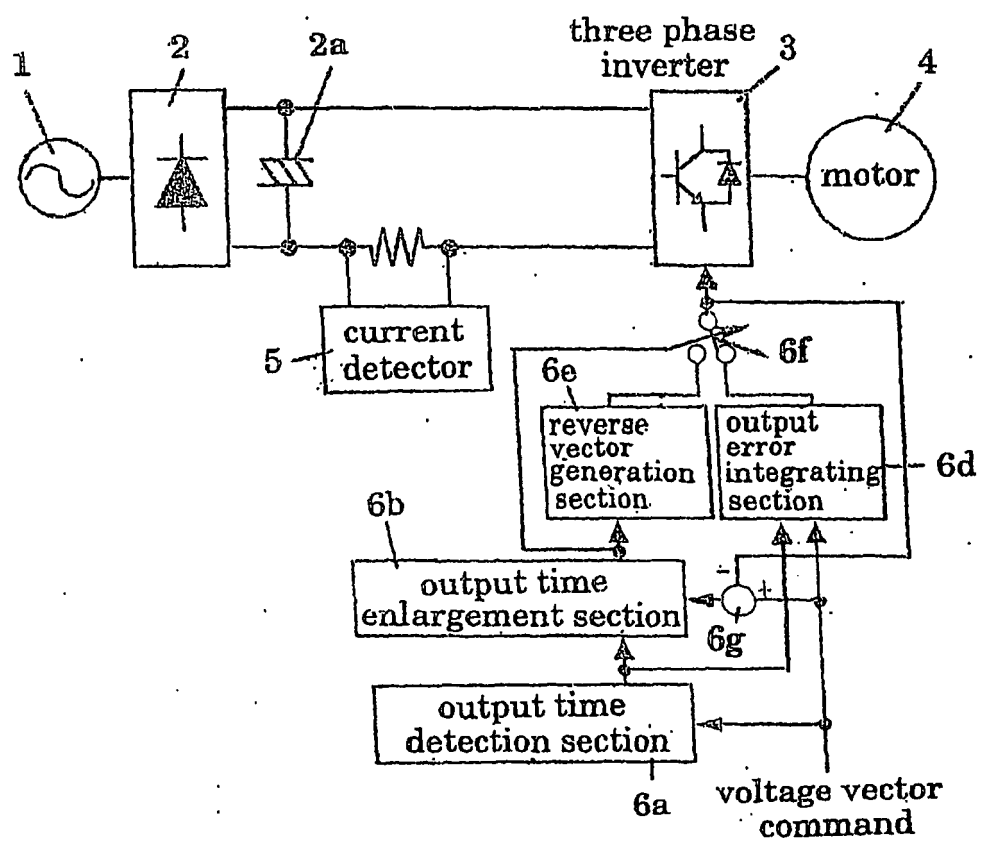 three phase
inverter
1
2
2a
3
4
motor
current
detector
5
6f
6e
reverse
vector
generation
section
output
error
integrating
section
6d
6b
output time
enlargement section
-
+
6g
output time
detection section
6a
voltage vector
command